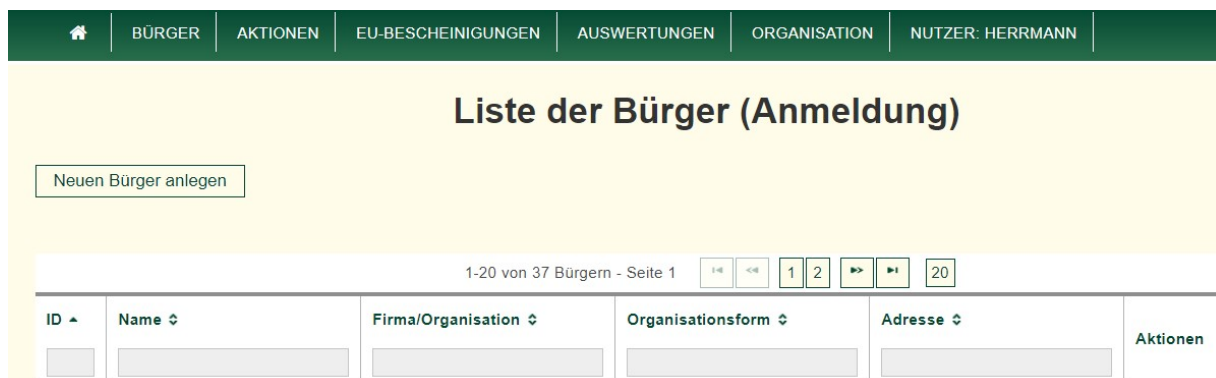 BÜRGER AKTIONEN EU-BESCHEINIGUNGEN AUSWERTUNGEN ORGANISATION NUTZER: HERRMANN
Liste der Bürger (Anmeldung)
Neuen Bürger anlegen
1-20 von 37 Bürgern - Seite 1 1 2 20
ID Name Firma/Organisation Organisationsform Adresse Aktionen